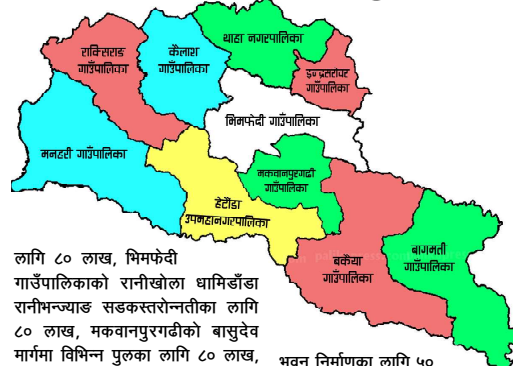 थाहा नगरपालिका
राक्सिराङ
गाउँपालिका
कैलाश
गाउँपालिका
इन्द्रसरोवर
गाउँपालिका
भिमफेदी गाउँपालिका
मनहरी गाउँपालिका
मकवानपुरगढी
गाउँपालिका
हेटौंडा
उपमहानगरपालिका
बकैया
गाउँपालिका
बागमती
गाउँपालिका
लागि ८० लाख, भिमफेदी
गाउँपालिकाको रानीखोला धामिडाँडा
रानीभन्ज्याङ सडकस्तरोन्नतीका लागि
८० लाख, मकवानपुरगढीको बासुदेव
मार्गमा विभिन्न पुलका लागि ८० लाख,
भवन निर्माणका लागि ५०